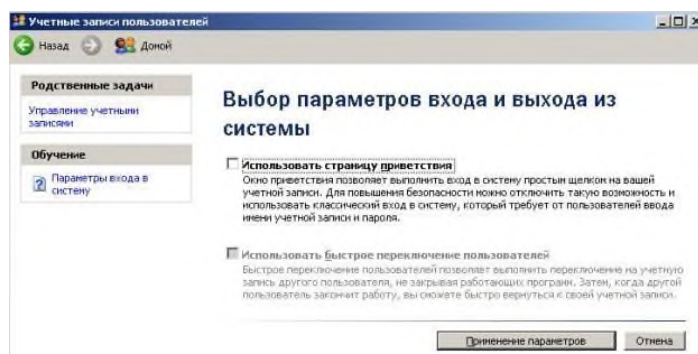 Учетные записи пользователей
Назад
Домой
Родственные задачи
Управление учетными
записями
Обучение
Параметры входа в
систему
Выбор параметров входа и выхода из
системы
Использовать страницу приветствия
Окно приветствия позволяет выполнить вход в систему простым щелком на вашей
учетной записи. Для повышения безопасности можно отключить такую возможность и
использовать классический вход в систему, который требует от пользователей ввода
имени учетной записи и пароля.
Использовать быстрое переключение пользователей
Быстрое переключение пользователей позволяет выполнить переключение на учетную
запись другого пользователя, не закрывая работающих программ. Затем, когда другой
пользователь закончит работу, вы сможете быстро вернуться к своей учетной записи.
Применение параметров
Отмена